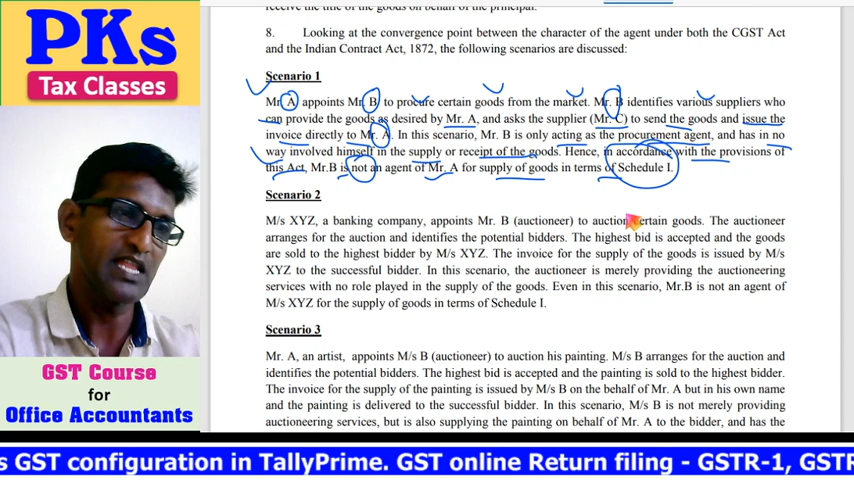 PKs
Tax Classes
GST Course
for
Office Accountants
8. Looking at the convergence point between the character of the agent under both the CGST Act
and the Indian Contract Act, 1872, the following scenarios are discussed:
Scenario 1
Mr. A appoints Mr. B to procure certain goods from the market. Mr. B identifies various suppliers who
can provide the goods as desired by Mr. A, and asks the supplier (Mr. C) to send the goods and issue the
invoice directly to Mr. A. In this scenario, Mr. B is only acting as the procurement agent, and has in no
way involved himself in the supply or receipt of the goods. Hence, in accordance with the provisions of
this Act, Mr.B is not an agent of Mr. A for supply of goods in terms of Schedule I.
Scenario 2
M/s XYZ, a banking company, appoints Mr. B (auctioneer) to auction certain goods. The auctioneer
arranges for the auction and identifies the potential bidders. The highest bid is accepted and the goods
are sold to the highest bidder by M/s XYZ. The invoice for the supply of the goods is issued by M/s
XYZ to the successful bidder. In this scenario, the auctioneer is merely providing the auctioneering
services with no role played in the supply of the goods. Even in this scenario, Mr.B is not an agent of
M/s XYZ for the supply of goods in terms of Schedule I.
Scenario 3
Mr. A, an artist, appoints M/s B (auctioneer) to auction his painting. M/s B arranges for the auction and
identifies the potential bidders. The highest bid is accepted and the painting is sold to the highest bidder.
The invoice for the supply of the painting is issued by M/s B on the behalf of Mr. A but in his own name
and the painting is delivered to the successful bidder. In this scenario, M/s B is not merely providing
auctioneering services, but is also supplying the painting on behalf of Mr. A to the bidder, and has the
s GST configuration in TallyPrime. GST online Return filing - GSTR-1, GSTR